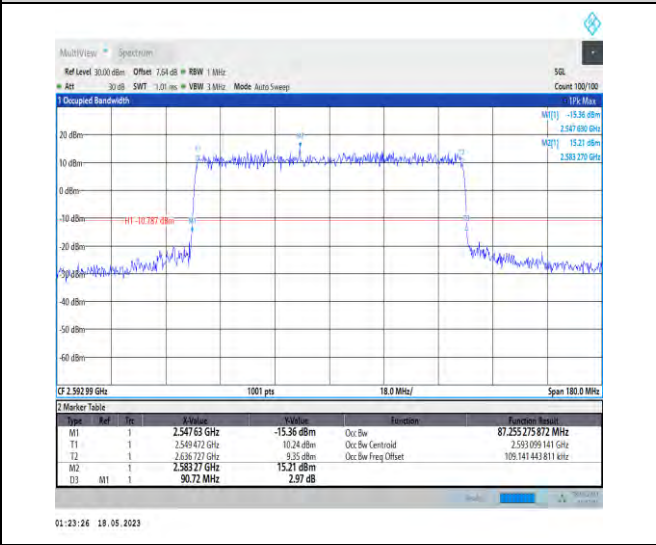 MultiView Spectrum
Ref Level 30.00 dBm Offset 7.64 dB RBW 1 MHz SGL
Att 30 dB SWT 1.01 ms VBW 3 MHz Mode Auto Sweep Count 100/100
1 Occupied Bandwidth 1Pk Max
M1[1] -15.36 dBm
2.547 630 GHz
20 dBm M2[1] 15.21 dBm
2.583 270 GHz
M2
T1 T2
10 dBm
0 dBm
-10 dBm H1 -10.787 dBm M1 D3
-20 dBm
-30 dBm
-40 dBm
-50 dBm
-60 dBm
CF 2.592 99 GHz 1001 pts 18.0 MHz/ Span 180.0 MHz
2 Marker Table
Type Ref Trc X-Value Y-Value Function Function Result
M1 1 2.547 63 GHz -15.36 dBm Occ Bw 87.255 275 872 MHz
T1 1 2.549 472 GHz 10.24 dBm Occ Bw Centroid 2.593 099 141 GHz
T2 1 2.636 727 GHz 9.35 dBm Occ Bw Freq Offset 109.141 443 811 kHz
M2 1 2.583 27 GHz 15.21 dBm
D3 M1 1 90.72 MHz 2.97 dB
01:23:26 18.05.2023